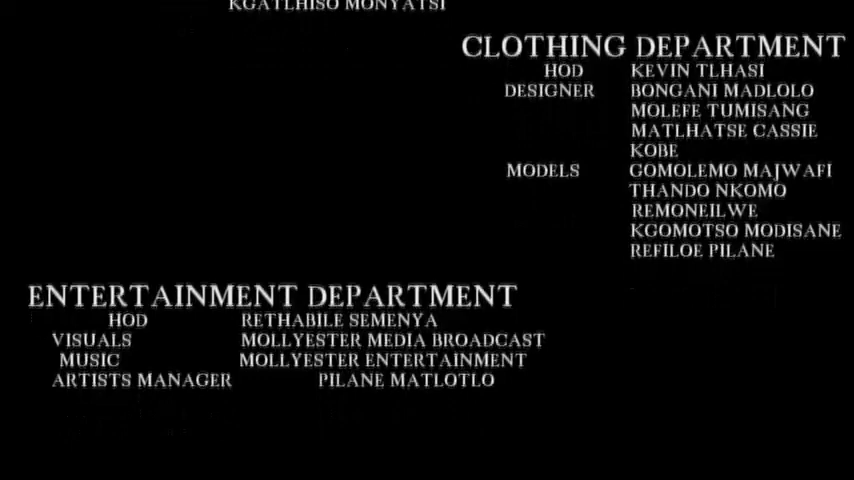 KGATLHISO MONYATSI
CLOTHING DEPARTMENT
HOD KEVIN TLHASI
DESIGNER BONGANI MADLOLO
MOLEFE TUMISANG
MATLHATSE CASSIE
KOBE
MODELS GOMOLEMO MAJWAFI
THANDO NKOMO
REMONEILWE
KGOMOTSO MODISANE
REFILOE PILANE
ENTERTAINMENT DEPARTMENT
HOD RETHABILE SEMENYA
VISUALS MOLLYESTER MEDIA BROADCAST
MUSIC MOLLYESTER ENTERTAINMENT
ARTISTS MANAGER PILANE MATLOTLO